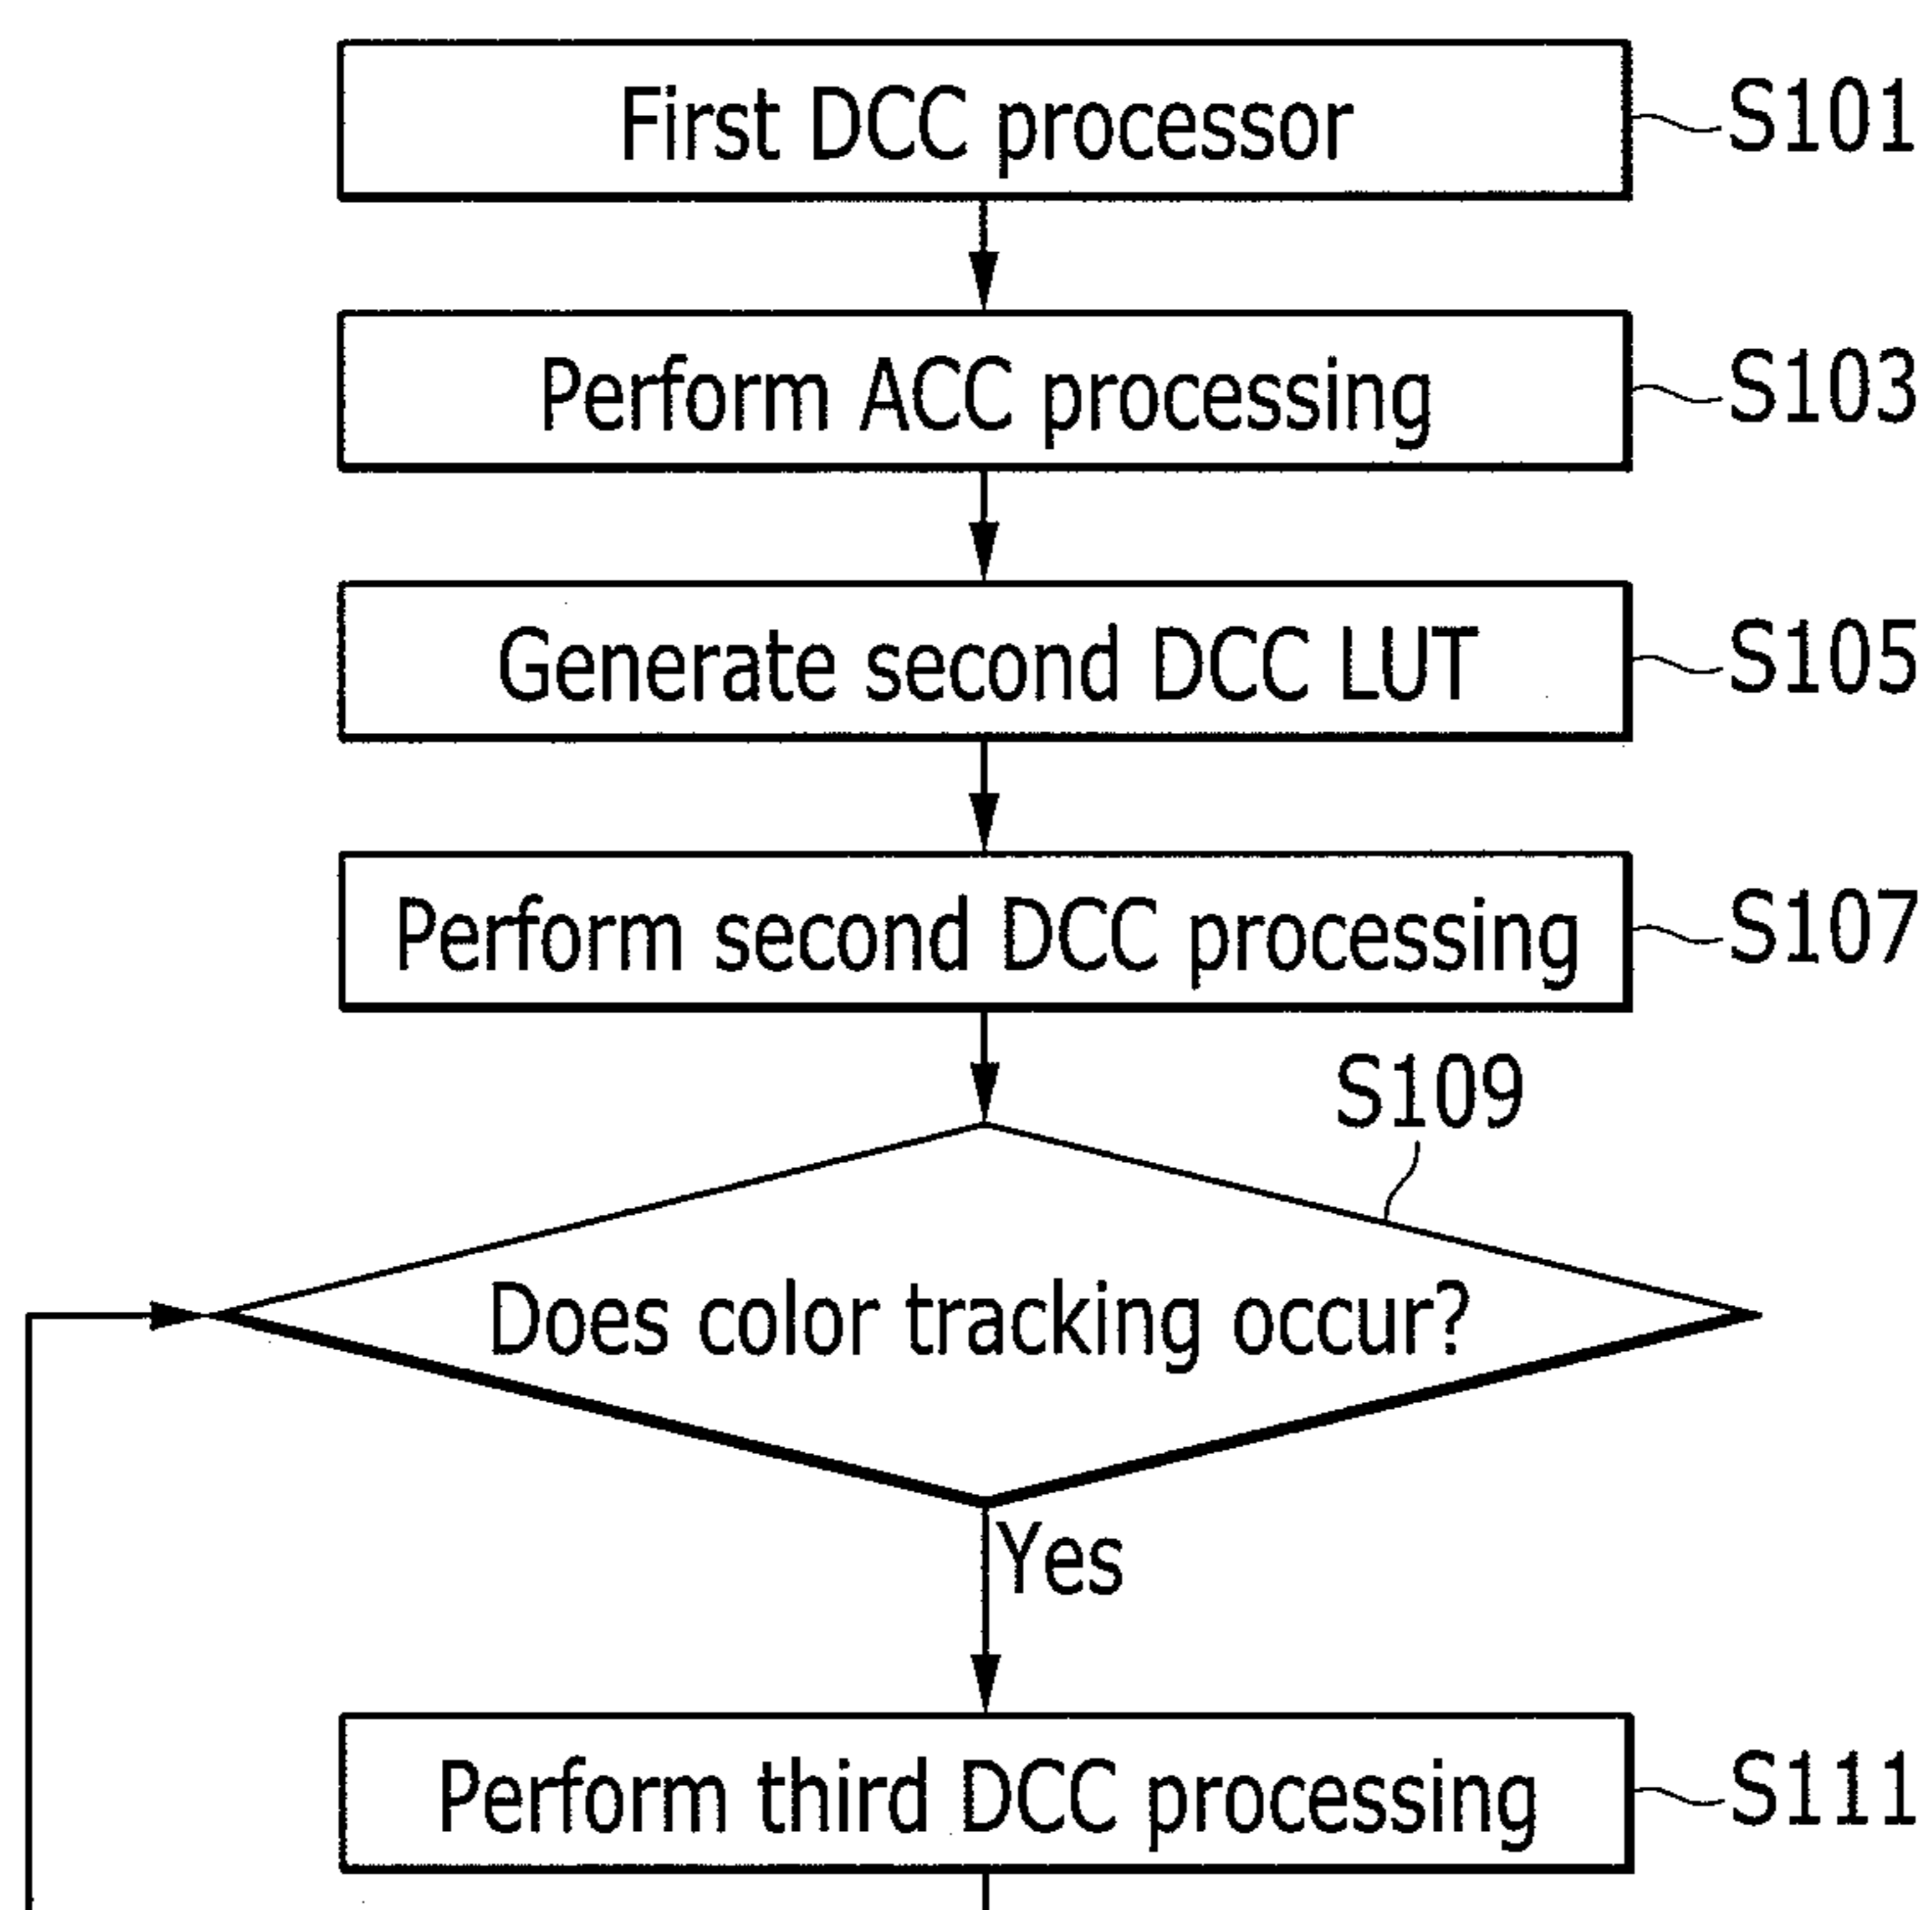 First DCC processor
S101
Perform ACC processing
S103
Generate second DCC LUT
S105
Perform second DCC processing
S107
S109
Does color tracking occur?
Yes
Perform third DCC processing
S111